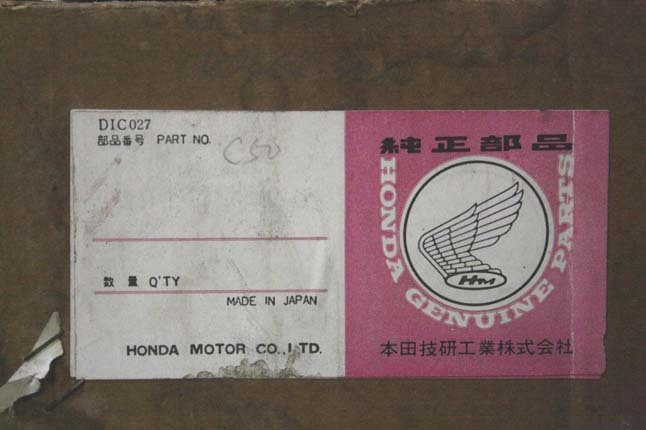 DIC027
部品番号 PART NO.
C50
数量 Q'TY
MADE IN JAPAN
HONDA MOTOR CO., LTD.
純正部品
HONDA GENUINE PARTS
HM
本田技研工業株式会社